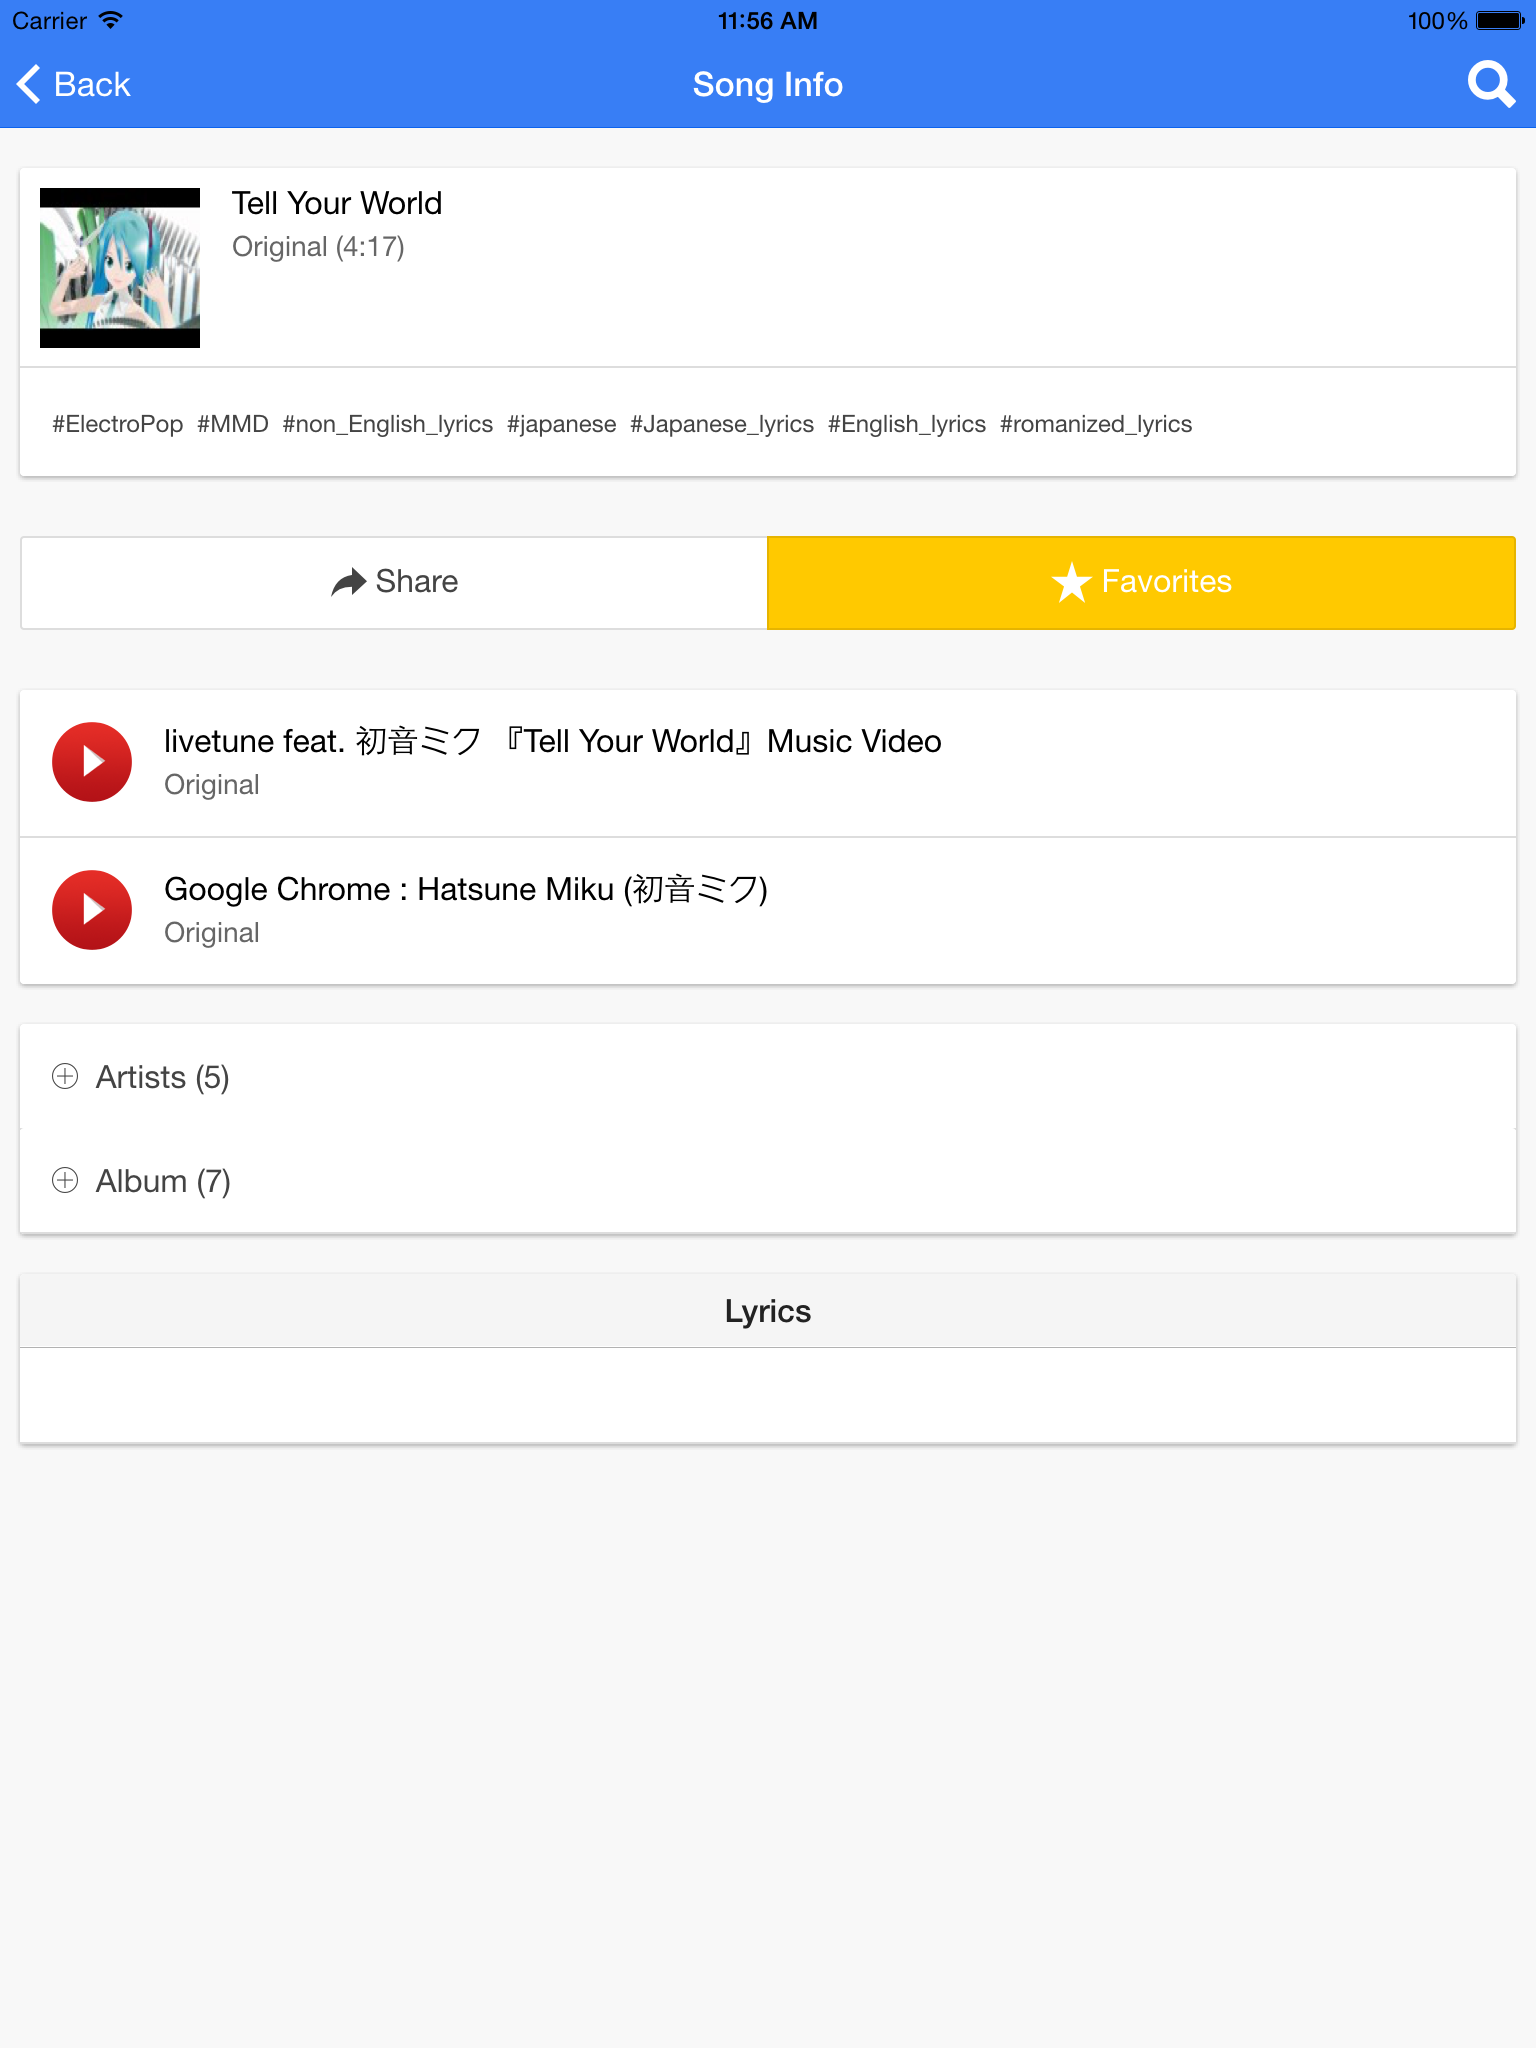 Carrier 11:56 AM 100%
Back Song Info
Tell Your World
Original (4:17)
#ElectroPop #MMD #non_English_lyrics #japanese #Japanese_lyrics #English_lyrics #romanized_lyrics
Share Favorites
livetune feat. 初音ミク 『Tell Your World』Music Video
Original
Google Chrome : Hatsune Miku (初音ミク)
Original
Artists (5)
Album (7)
Lyrics